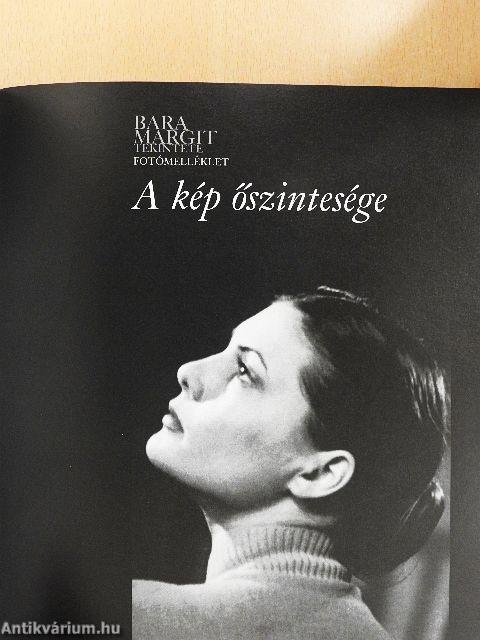 BARA
MARGIT
TEKINTETE
FOTÓMELLÉKLET
A kép őszintesége
Antikvárium.hu